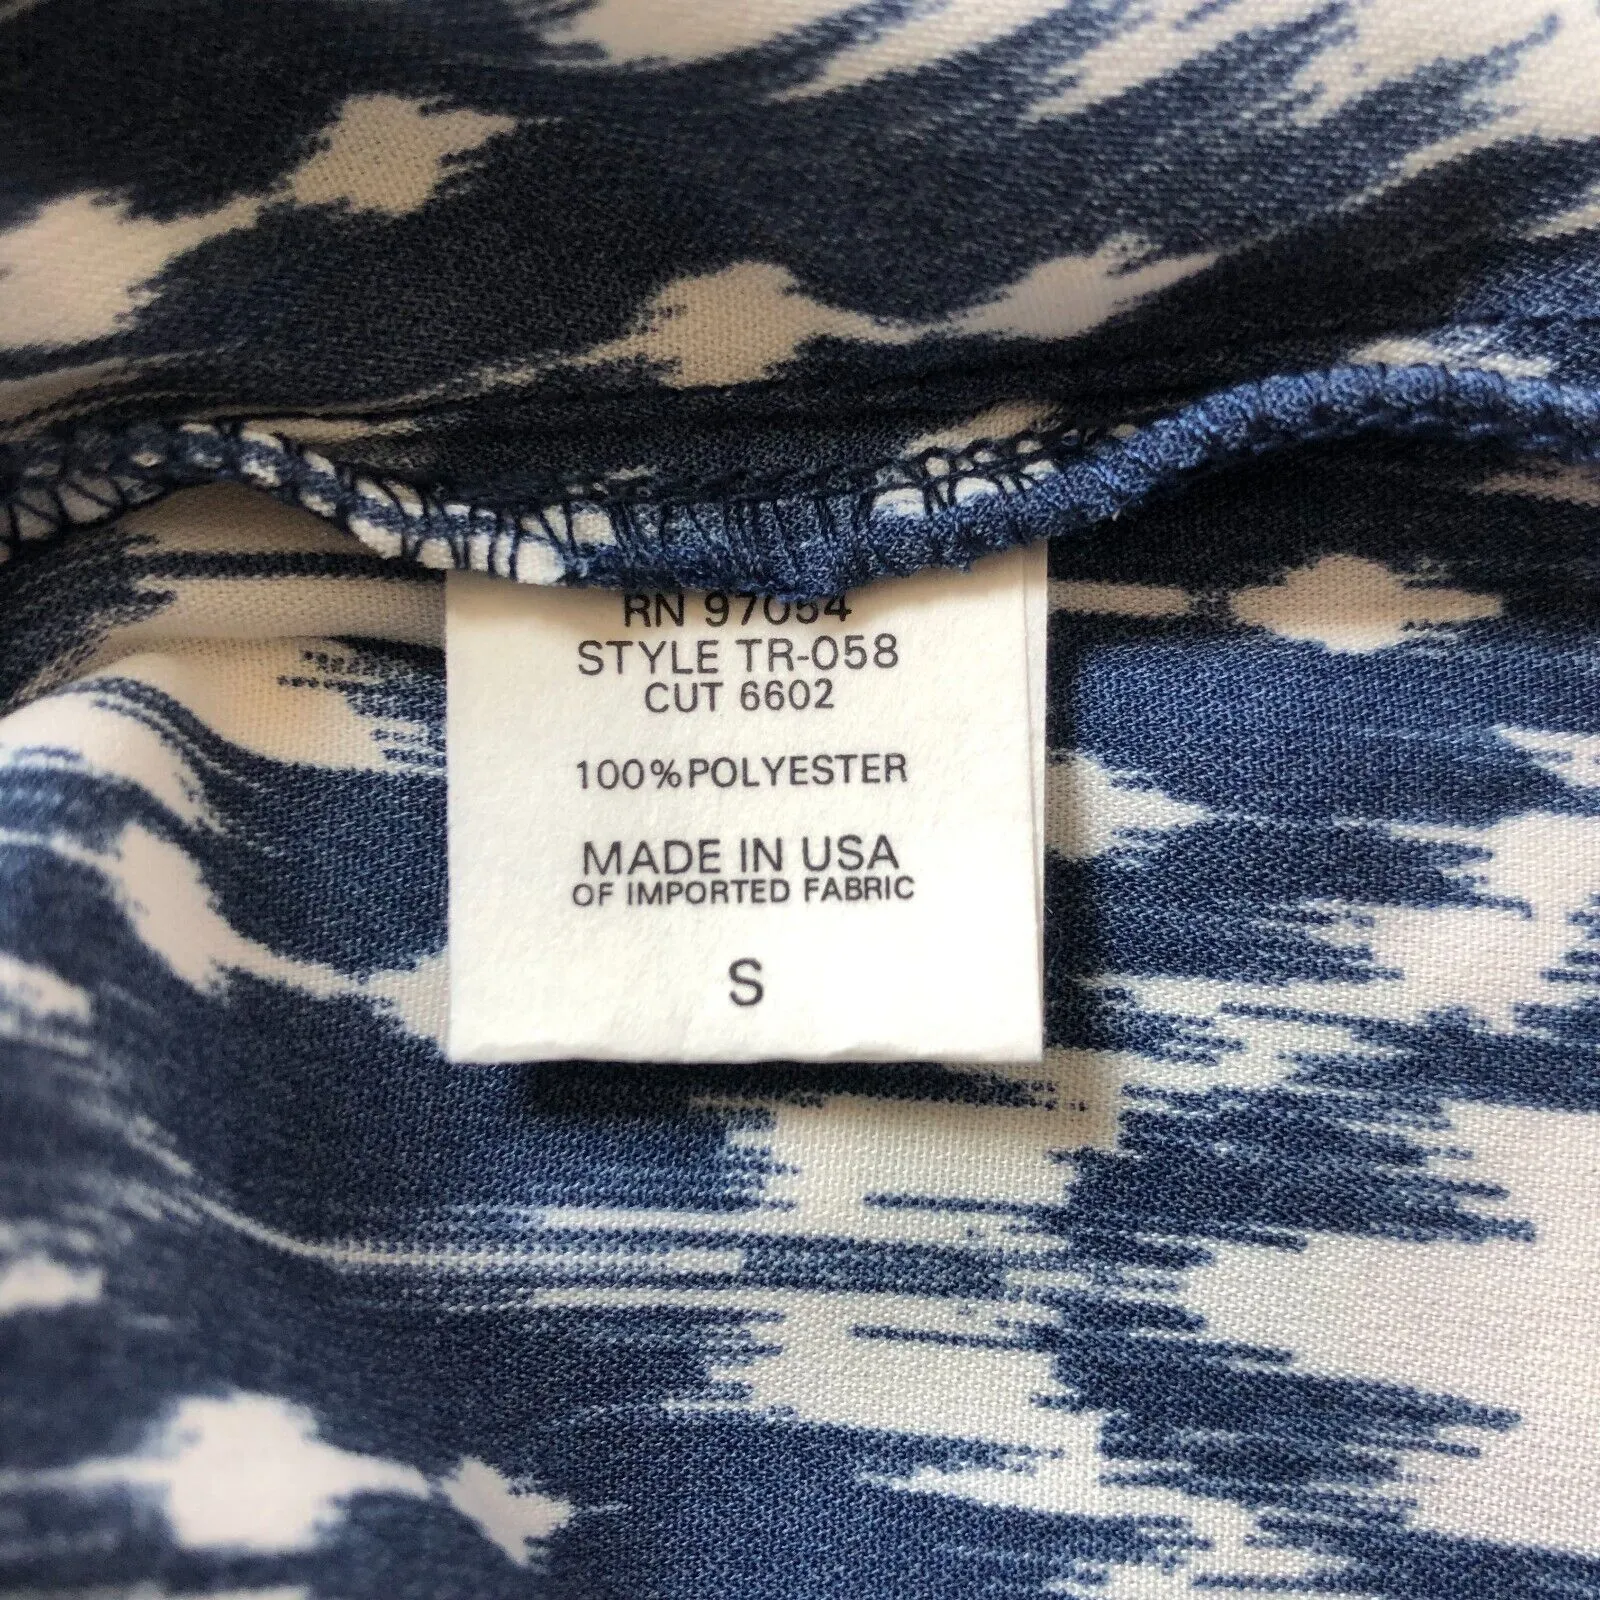 RN 97054
STYLE TR-058
CUT 6602
100%POLYESTER
MADE IN USA
OF IMPORTED FABRIC
S